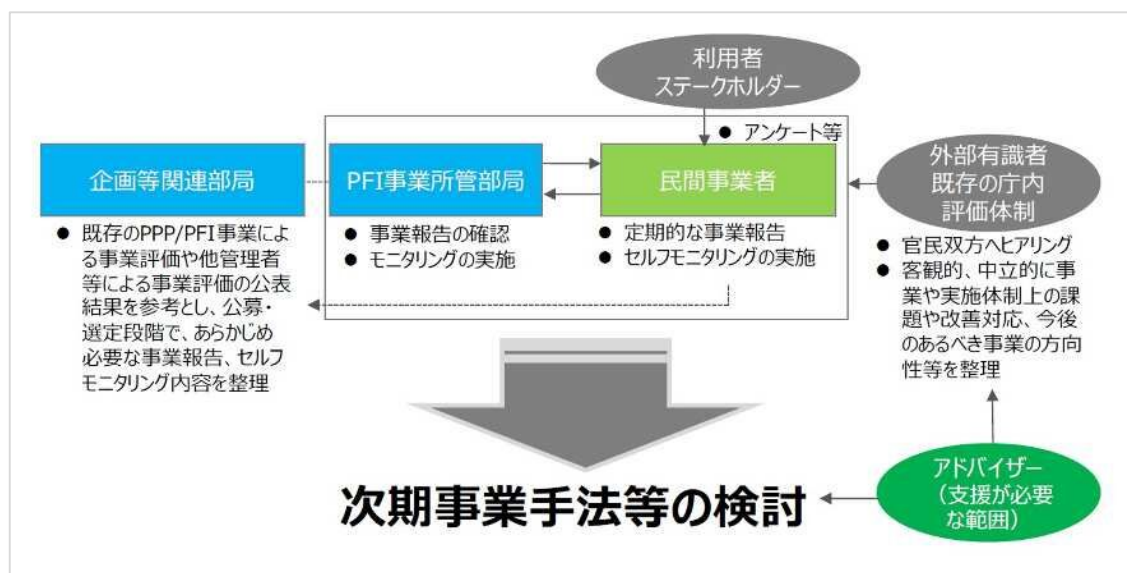 利用者
ステークホルダー
● アンケート等
企画等関連部局
PFI事業所管部局
民間事業者
外部有識者
既存の庁内
評価体制
● 既存のPPP/PFI事業によ
る事業評価や他管理者
等による事業評価の公表
結果を参考とし、公募・
選定段階で、あらかじめ
必要な事業報告、セルフ
モニタリング内容を整理
● 事業報告の確認
● モニタリングの実施
● 定期的な事業報告
● セルフモニタリングの実施
● 官民双方へヒアリング
● 客観的、中立的に事
業や実施体制上の課
題や改善対応、今後
のあるべき事業の方向
性等を整理
次期事業手法等の検討
アドバイザー
（支援が必要
な範囲）